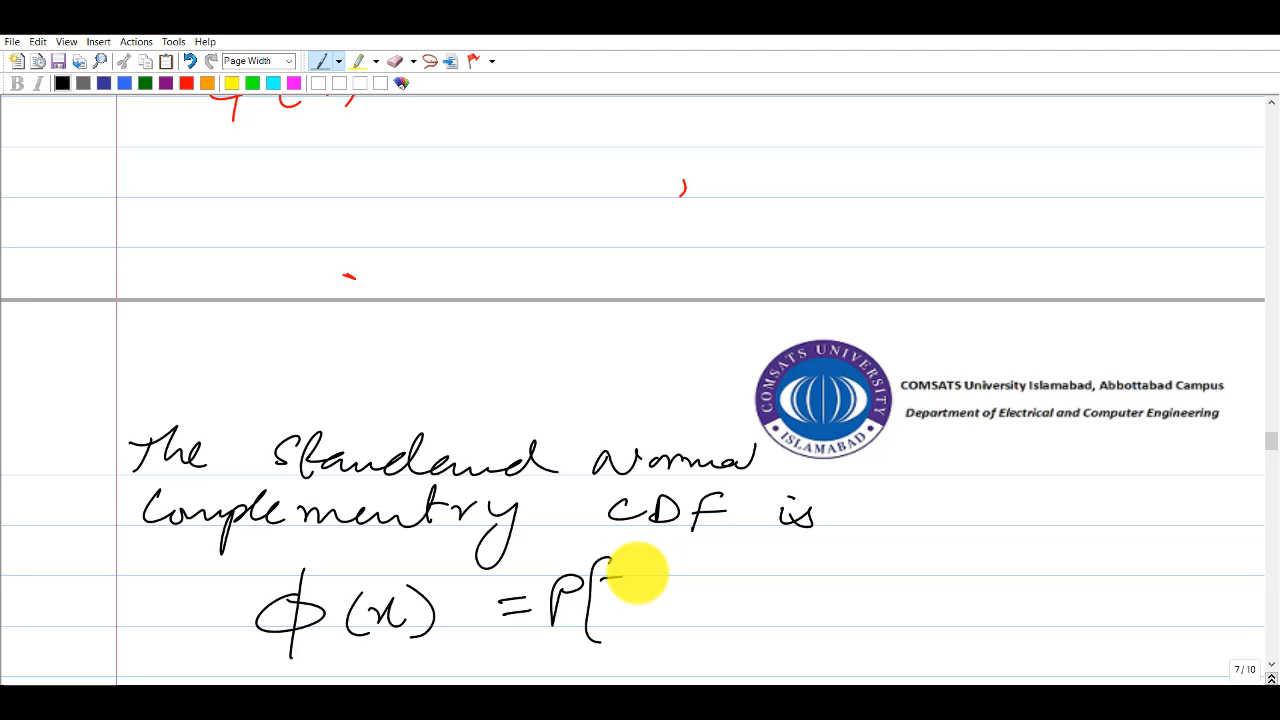 File Edit View Insert Actions Tools Help
Page Width
B I
COMSATS UNIVERSITY
ISLAMABAD
COMSATS University Islamabad, Abbottabad Campus
Department of Electrical and Computer Engineering
The Standard Normal
Complementry CDF is
ϕ(x) = P[
7 / 10